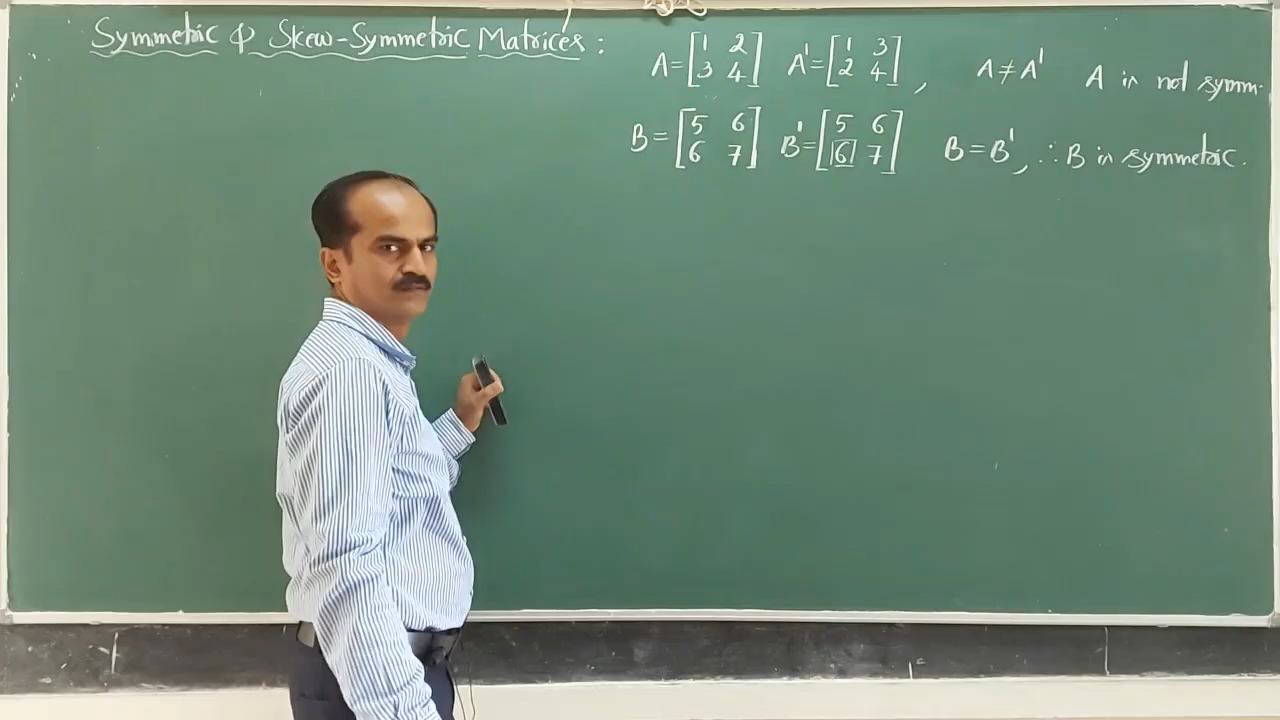 Symmetric & Skew-Symmetric Matrices :
A = [1 2 3 4] A' = [1 3 2 4] , A ≠ A' A is not symm.
B = [5 6 6 7] B' = [5 6 6 7] B = B' , ∴ B is symmetric.